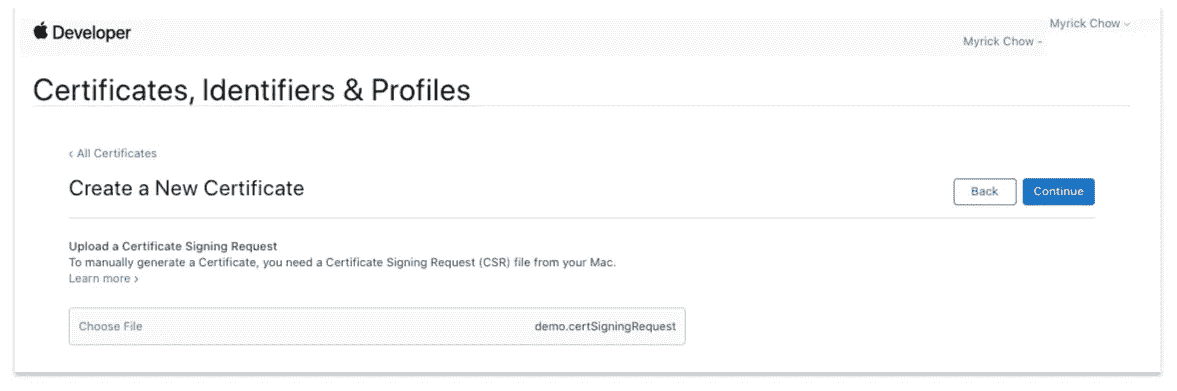 Developer
Myrick Chow
Myrick Chow -
Certificates, Identifiers & Profiles
‹ All Certificates
Create a New Certificate
Back
Continue
Upload a Certificate Signing Request
To manually generate a Certificate, you need a Certificate Signing Request (CSR) file from your Mac.
Learn more ›
Choose File
demo.certSigningRequest